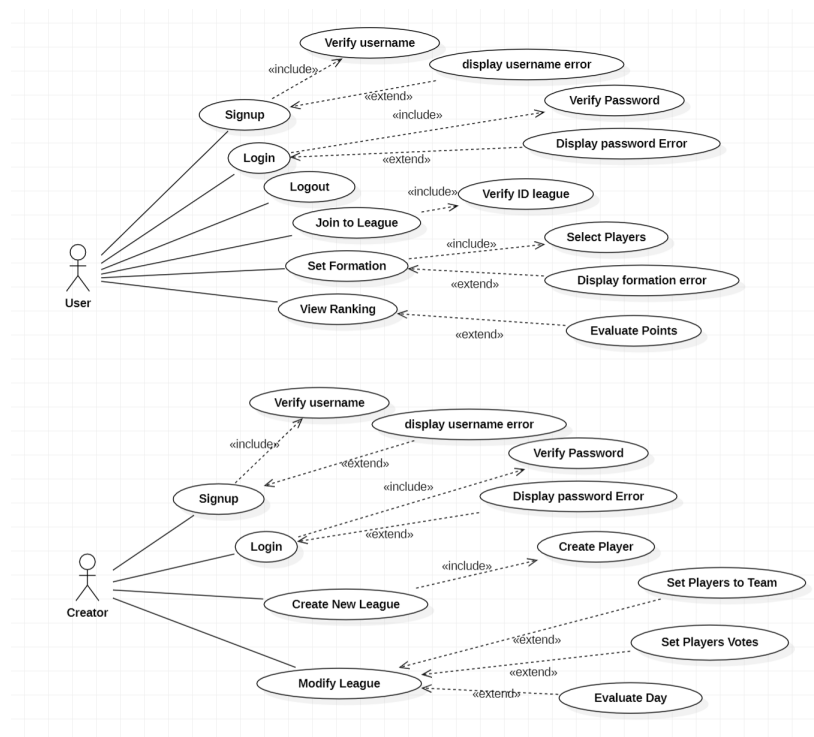 Verify username
«include»
display username error
«extend»
Signup
Verify Password
«include»
Display password Error
«extend»
Login
Logout
«include»
Verify ID league
Join to League
Select Players
«include»
Set Formation
Display formation error
«extend»
User
View Ranking
Evaluate Points
«extend»
Verify username
«include»
display username error
«extend»
Verify Password
«include»
Signup
Display password Error
«extend»
Login
Create Player
«include»
Create New League
Creator
Set Players to Team
«extend»
Set Players Votes
«extend»
Modify League
«extend»
Evaluate Day